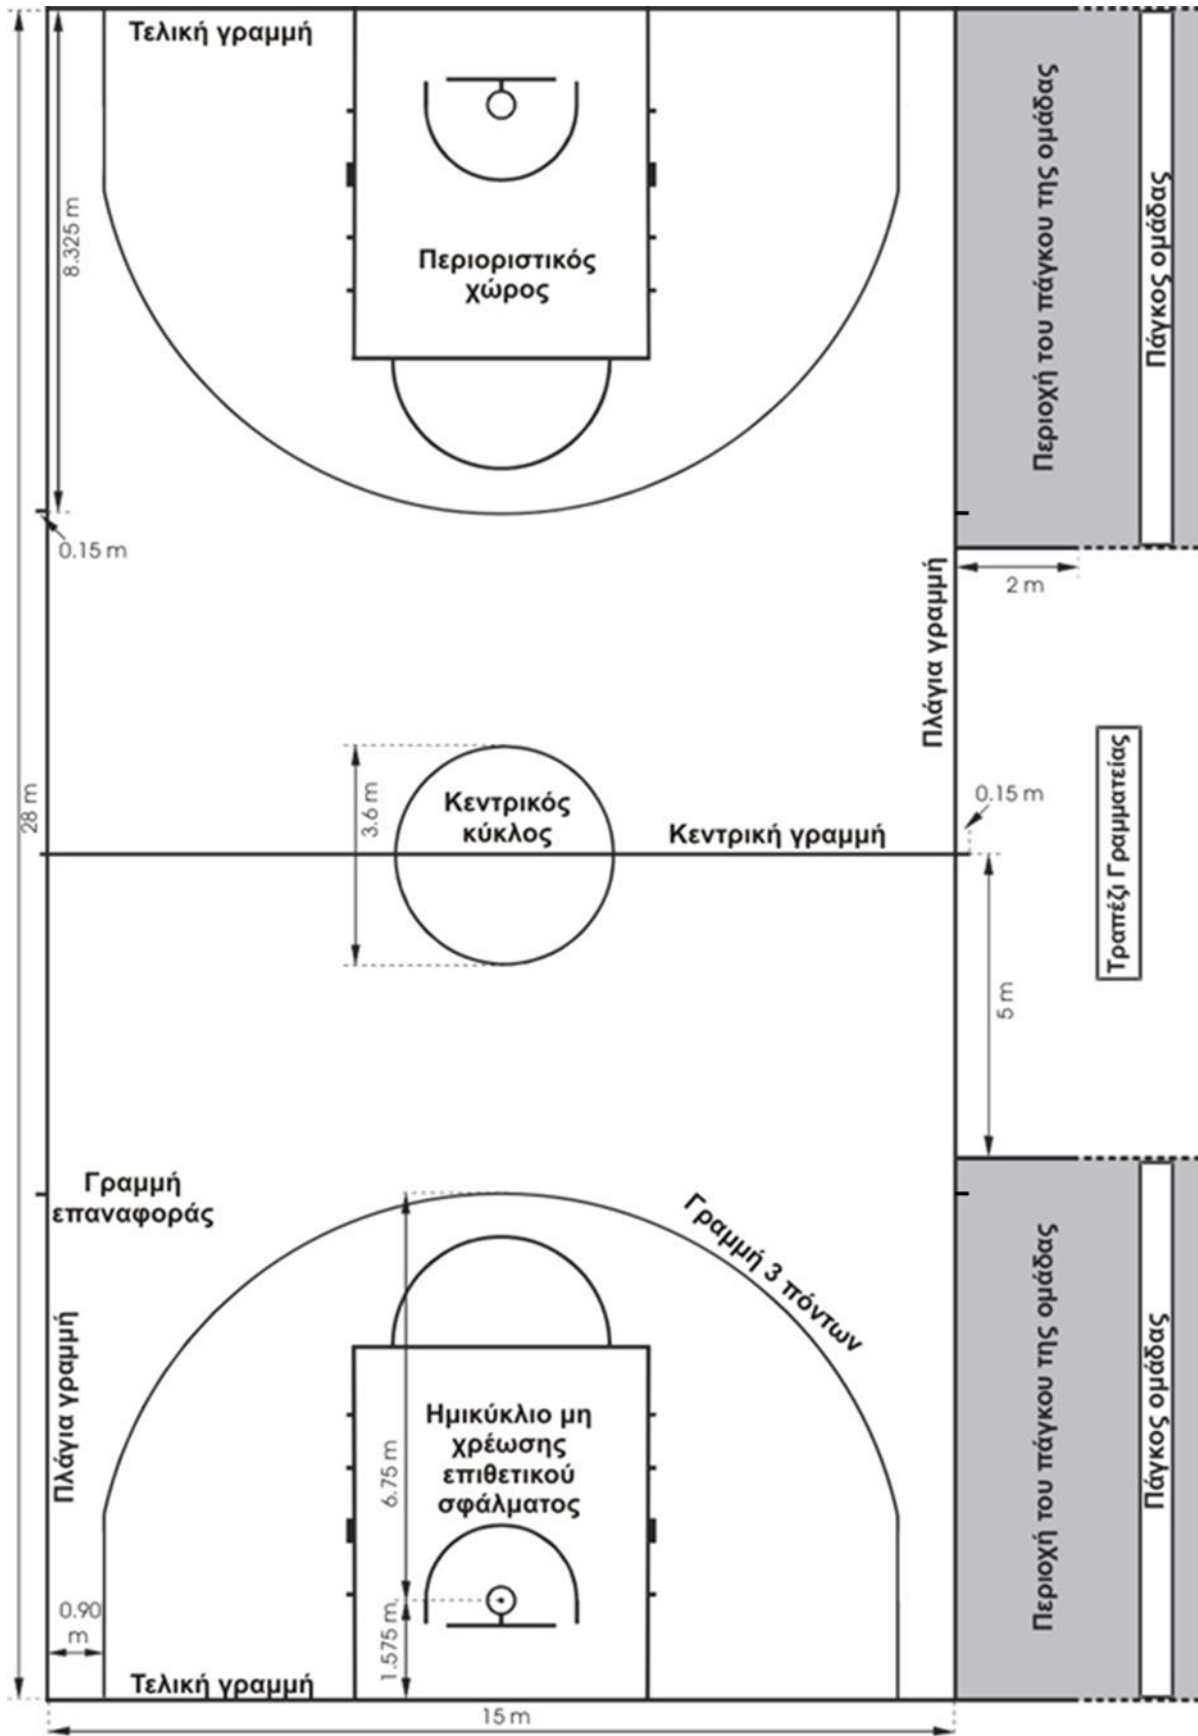 Τελική γραμμή
8.325 m
Περιοριστικός
χώρος
Περιοχή του πάγκου της ομάδας
Πάγκος ομάδας
0.15 m
2 m
Πλάγια γραμμή
28 m
3.6 m
Κεντρικός
κύκλος
Κεντρική γραμμή
0.15 m
Τραπέζι Γραμματείας
5 m
Γραμμή
επαναφοράς
Γραμμή 3 πόντων
Πλάγια γραμμή
6.75 m
Ημικύκλιο μη
χρέωσης
επιθετικού
σφάλματος
Περιοχή του πάγκου της ομάδας
Πάγκος ομάδας
0.90
m
1.575 m
Τελική γραμμή
15 m